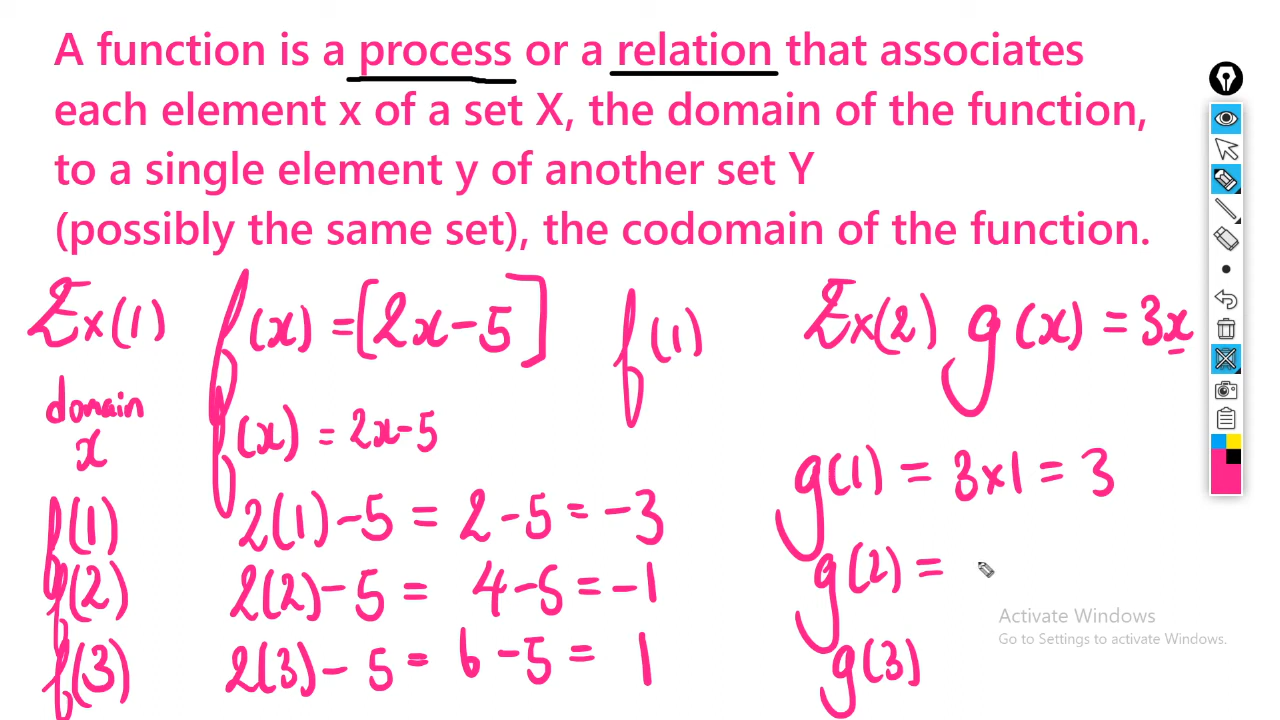 A function is a process or a relation that associates
each element x of a set X, the domain of the function,
to a single element y of another set Y
(possibly the same set), the codomain of the function.
Ex(1) f(x) = [2x-5] f(1) Ex(2) g(x) = 3x
domain
x
f(x) = 2x-5
g(1) = 3x1 = 3
f(1) 2(1)-5 = 2-5 = -3
g(2) =
f(2) 2(2)-5 = 4-5 = -1
Activate Windows
Go to Settings to activate Windows.
f(3) 2(3)-5 = 6-5 = 1
g(3)